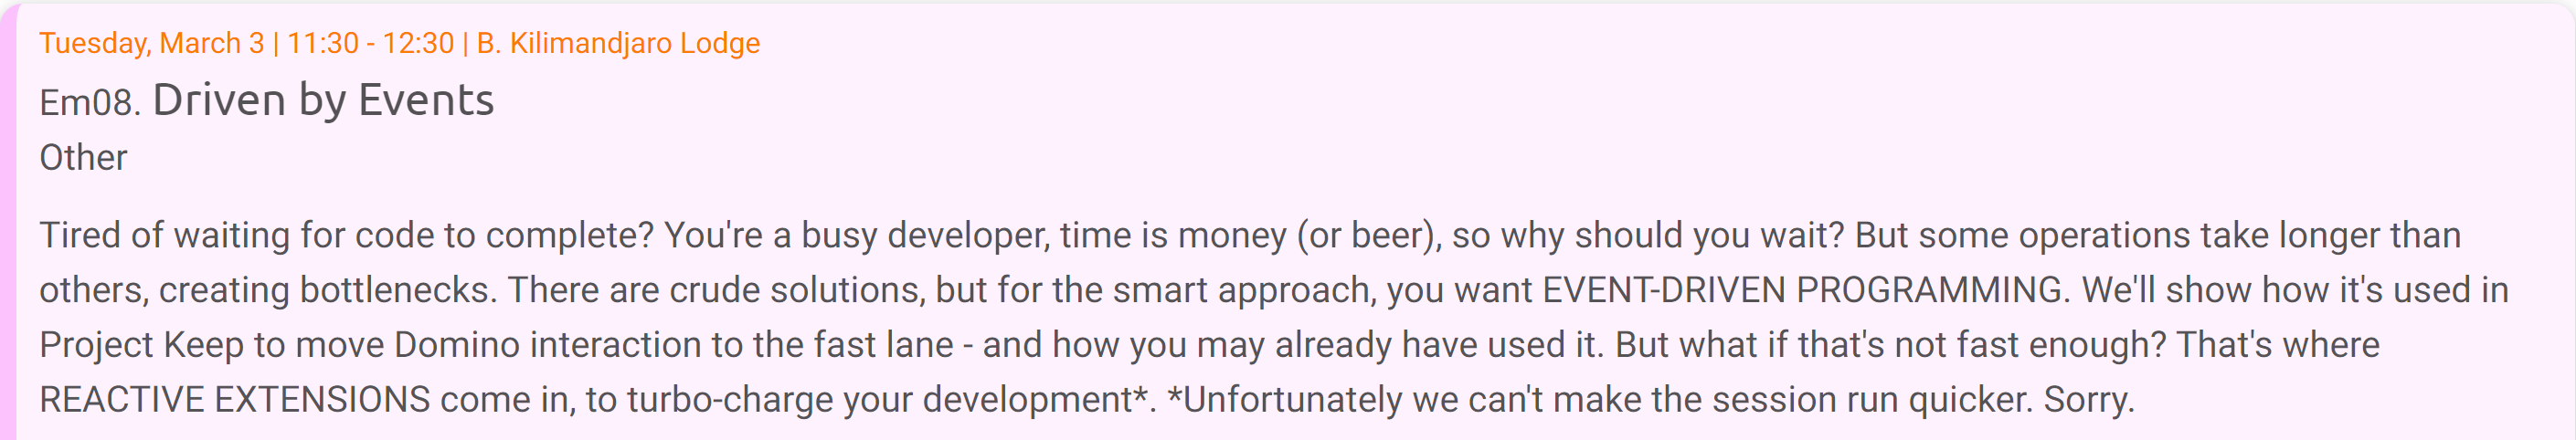 Tuesday, March 3 | 11:30 - 12:30 | B. Kilimandjaro Lodge
Em08. Driven by Events
Other
Tired of waiting for code to complete? You're a busy developer, time is money (or beer), so why should you wait? But some operations take longer than
others, creating bottlenecks. There are crude solutions, but for the smart approach, you want EVENT-DRIVEN PROGRAMMING. We'll show how it's used in
Project Keep to move Domino interaction to the fast lane - and how you may already have used it. But what if that's not fast enough? That's where
REACTIVE EXTENSIONS come in, to turbo-charge your development*. *Unfortunately we can't make the session run quicker. Sorry.